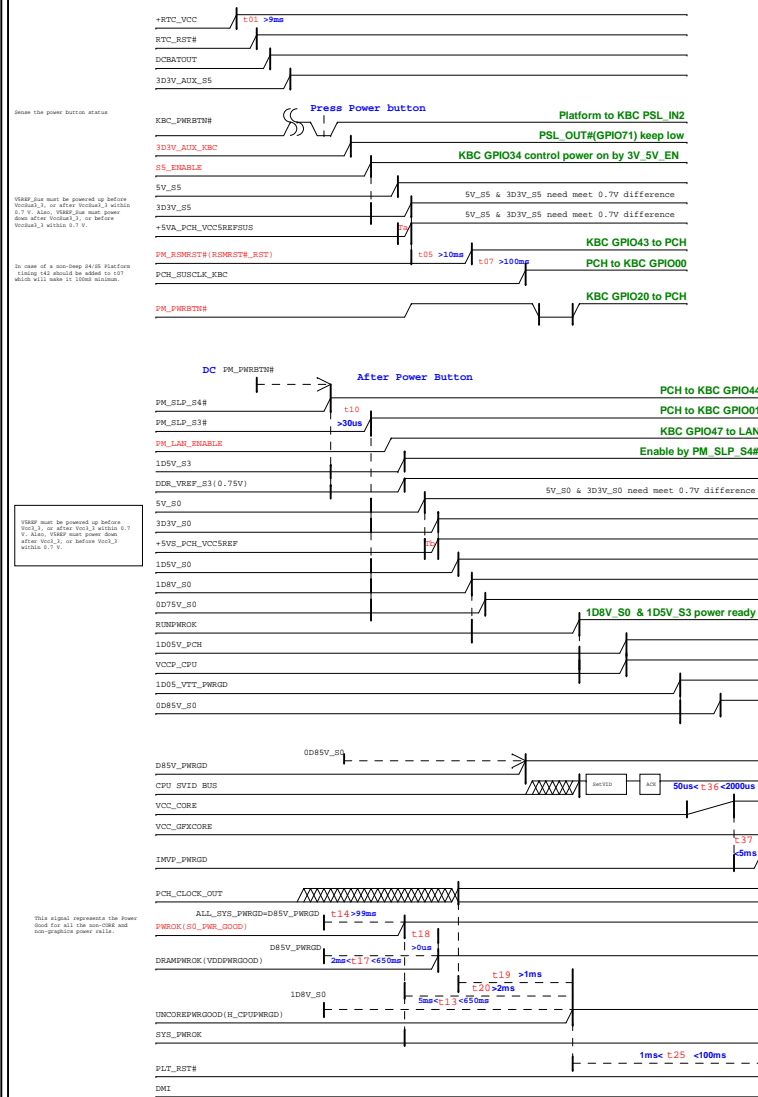 +RTC_VCC
t01 >9ms
RTC_RST#
DCBATOUT
3D3V_AUX_S5
Sense the power button status
Press Power button
KBC_PWRBTN#
Platform to KBC PSL_IN2
PSL_OUT#(GPIO71) keep low
3D3V_AUX_KBC
KBC GPIO34 control power on by 3V_5V_EN
S5_ENABLE
5V_S5
5V_S5 & 3D3V_S5 need meet 0.7V difference
V5REF_Sus must be powered up before
VccSus3_3, or after VccSus3_3 within
0.7 V. Also, V5REF_Sus must power
down after VccSus3_3, or before
VccSus3_3 within 0.7 V.
3D3V_S5
5V_S5 & 3D3V_S5 need meet 0.7V difference
+5VA_PCH_VCC5REFSUS
Ta
KBC GPIO43 to PCH
PM_RSMRST#(RSMRST#_RST)
t05 >10ms
t07 >100ms
PCH to KBC GPIO00
In case of a non-Deep S4/S5 Platform
timing t42 should be added to t07
which will make it 100mS minimum.
PCH_SUSCLK_KBC
KBC GPIO20 to PCH
PM_PWRBTN#
DC PM_PWRBTN#
After Power Button
PCH to KBC GPIO44
PM_SLP_S4#
t10
PCH to KBC GPIO01
PM_SLP_S3#
>30us
KBC GPIO47 to LAN
PM_LAN_ENABLE
Enable by PM_SLP_S4#
1D5V_S3
DDR_VREF_S3(0.75V)
5V_S0 & 3D3V_S0 need meet 0.7V difference
5V_S0
V5REF must be powered up before
Vcc3_3, or after Vcc3_3 within 0.7
V. Also, V5REF must power down
after Vcc3_3, or before Vcc3_3
within 0.7 V.
3D3V_S0
+5VS_PCH_VCC5REF
Tb
1D5V_S0
1D8V_S0
0D75V_S0
1D8V_S0 & 1D5V_S3 power ready
RUNPWROK
1D05V_PCH
VCCP_CPU
1D05_VTT_PWRGD
0D85V_S0
0D85V_S0
D85V_PWRGD
CPU SVID BUS
SetVID
ACK
50us< t36 <2000us
VCC_CORE
VCC_GFXCORE
t37
<5ms
IMVP_PWRGD
PCH_CLOCK_OUT
This signal represents the Power
Good for all the non-CORE and
non-graphics power rails.
ALL_SYS_PWRGD=D85V_PWRGD
t14 >99ms
PWROK(S0_PWR_GOOD)
t18
>0us
D85V_PWRGD
DRAMPWROK(VDDPWRGOOD)
2ms< t17 <650ms
t19 >1ms
t20 >2ms
1D8V_S0
5ms< t13 <650ms
UNCOREPWRGOOD(H_CPUPWRGD)
SYS_PWROK
1ms< t25 <100ms
PLT_RST#
DMI